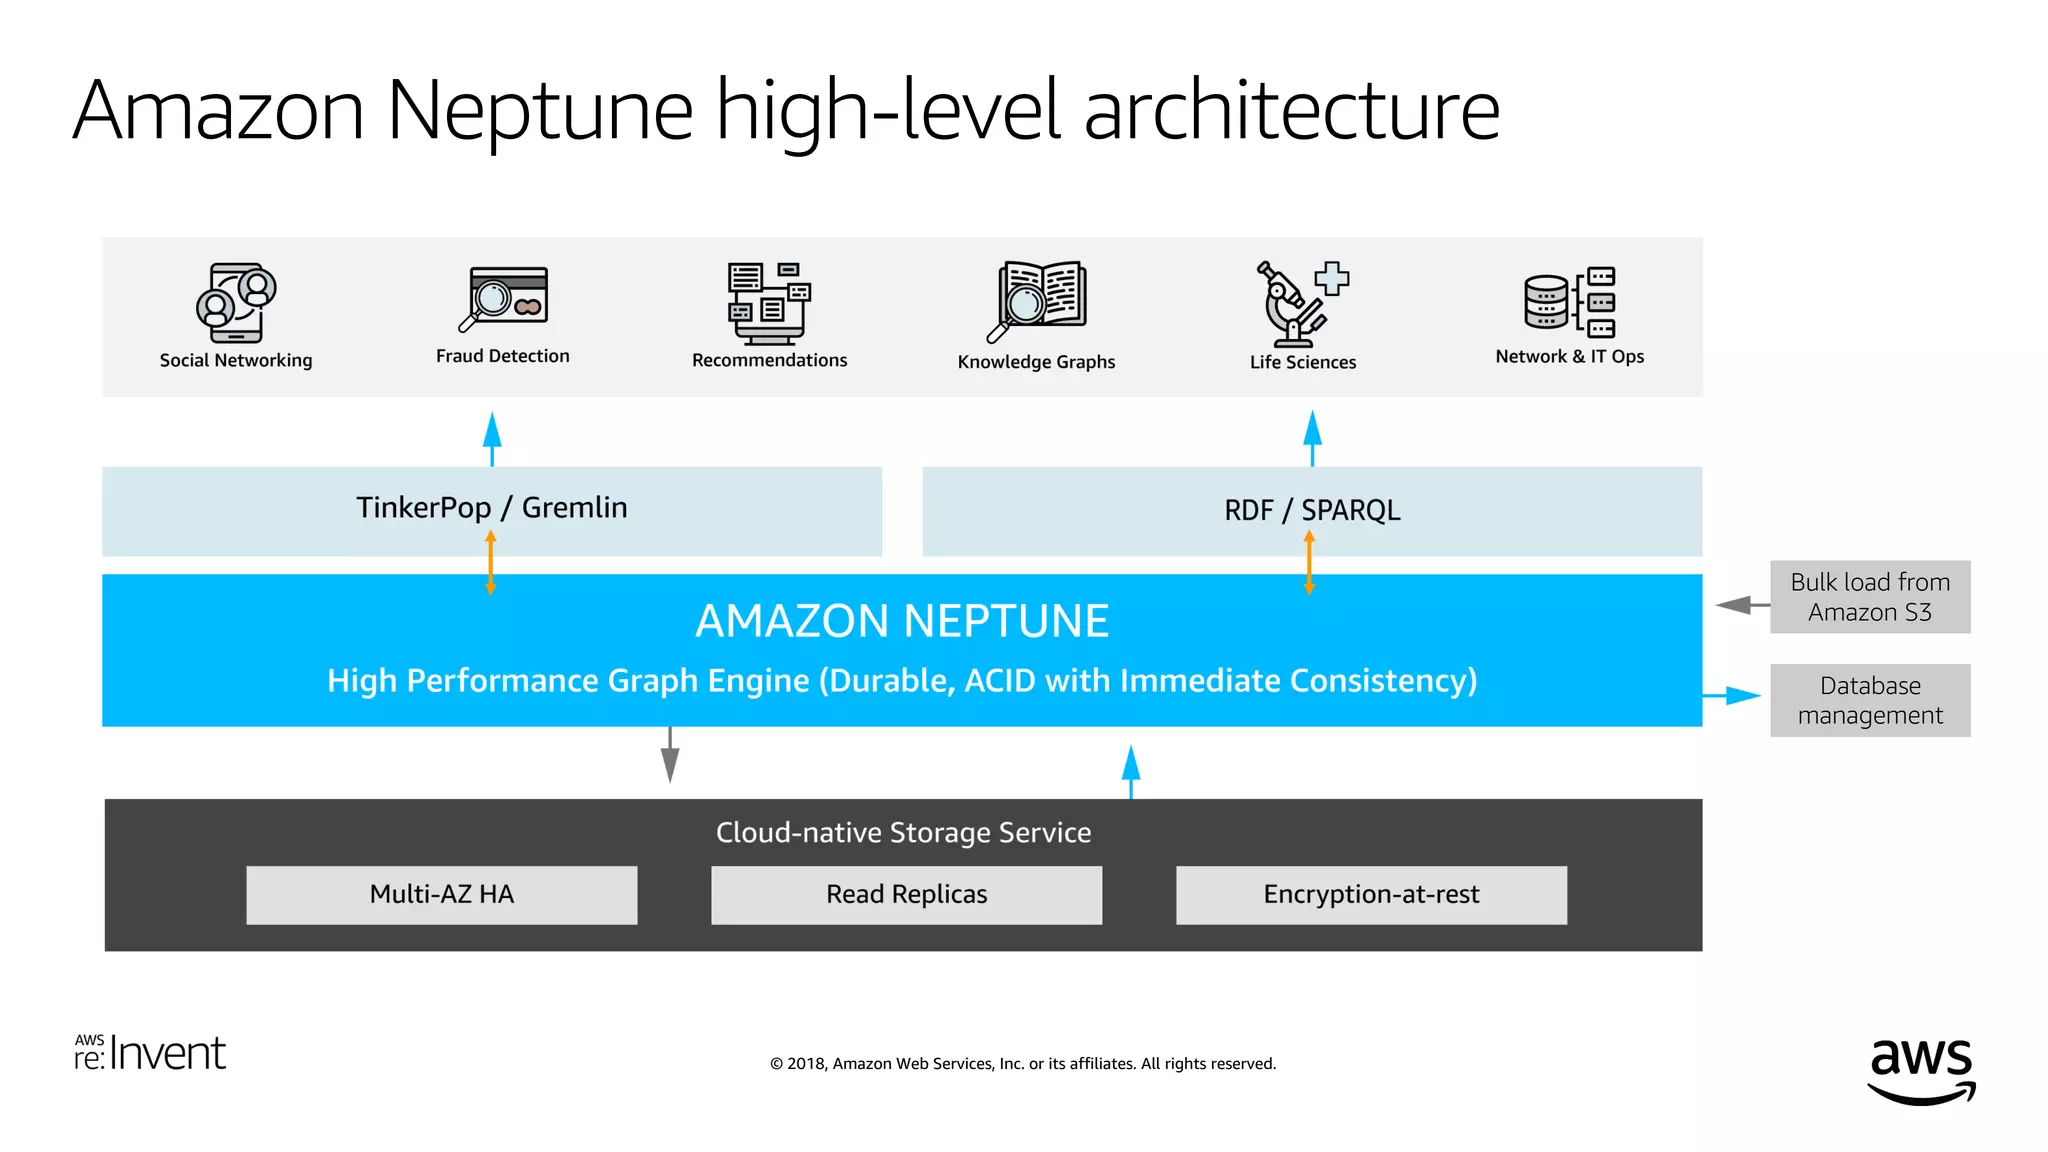 Amazon Neptune high-level architecture
Social Networking
Fraud Detection
Recommendations
Knowledge Graphs
Life Sciences
Network & IT Ops
TinkerPop / Gremlin
RDF / SPARQL
AMAZON NEPTUNE
High Performance Graph Engine (Durable, ACID with Immediate Consistency)
Bulk load from
Amazon S3
Database
management
Cloud-native Storage Service
Multi-AZ HA
Read Replicas
Encryption-at-rest
AWS
re:Invent
© 2018, Amazon Web Services, Inc. or its affiliates. All rights reserved.
aws